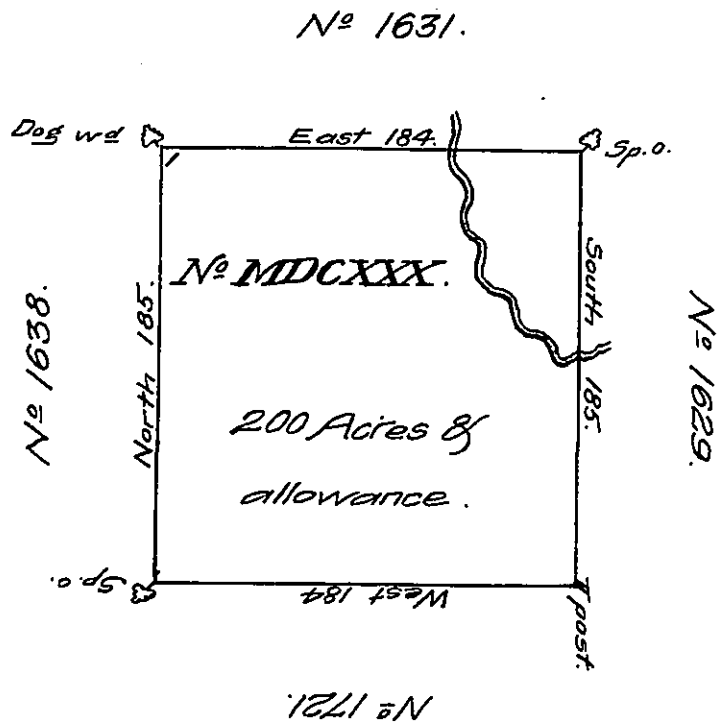 Nº 1631.
Dog wd
East 184.
Sp.o.
Nº MDCXXX.
North 185.
South 185.
Nº 1638.
Nº 1629.
200 Acres &
allowance.
Sp.o.
West 184
post.
Nº 1721.